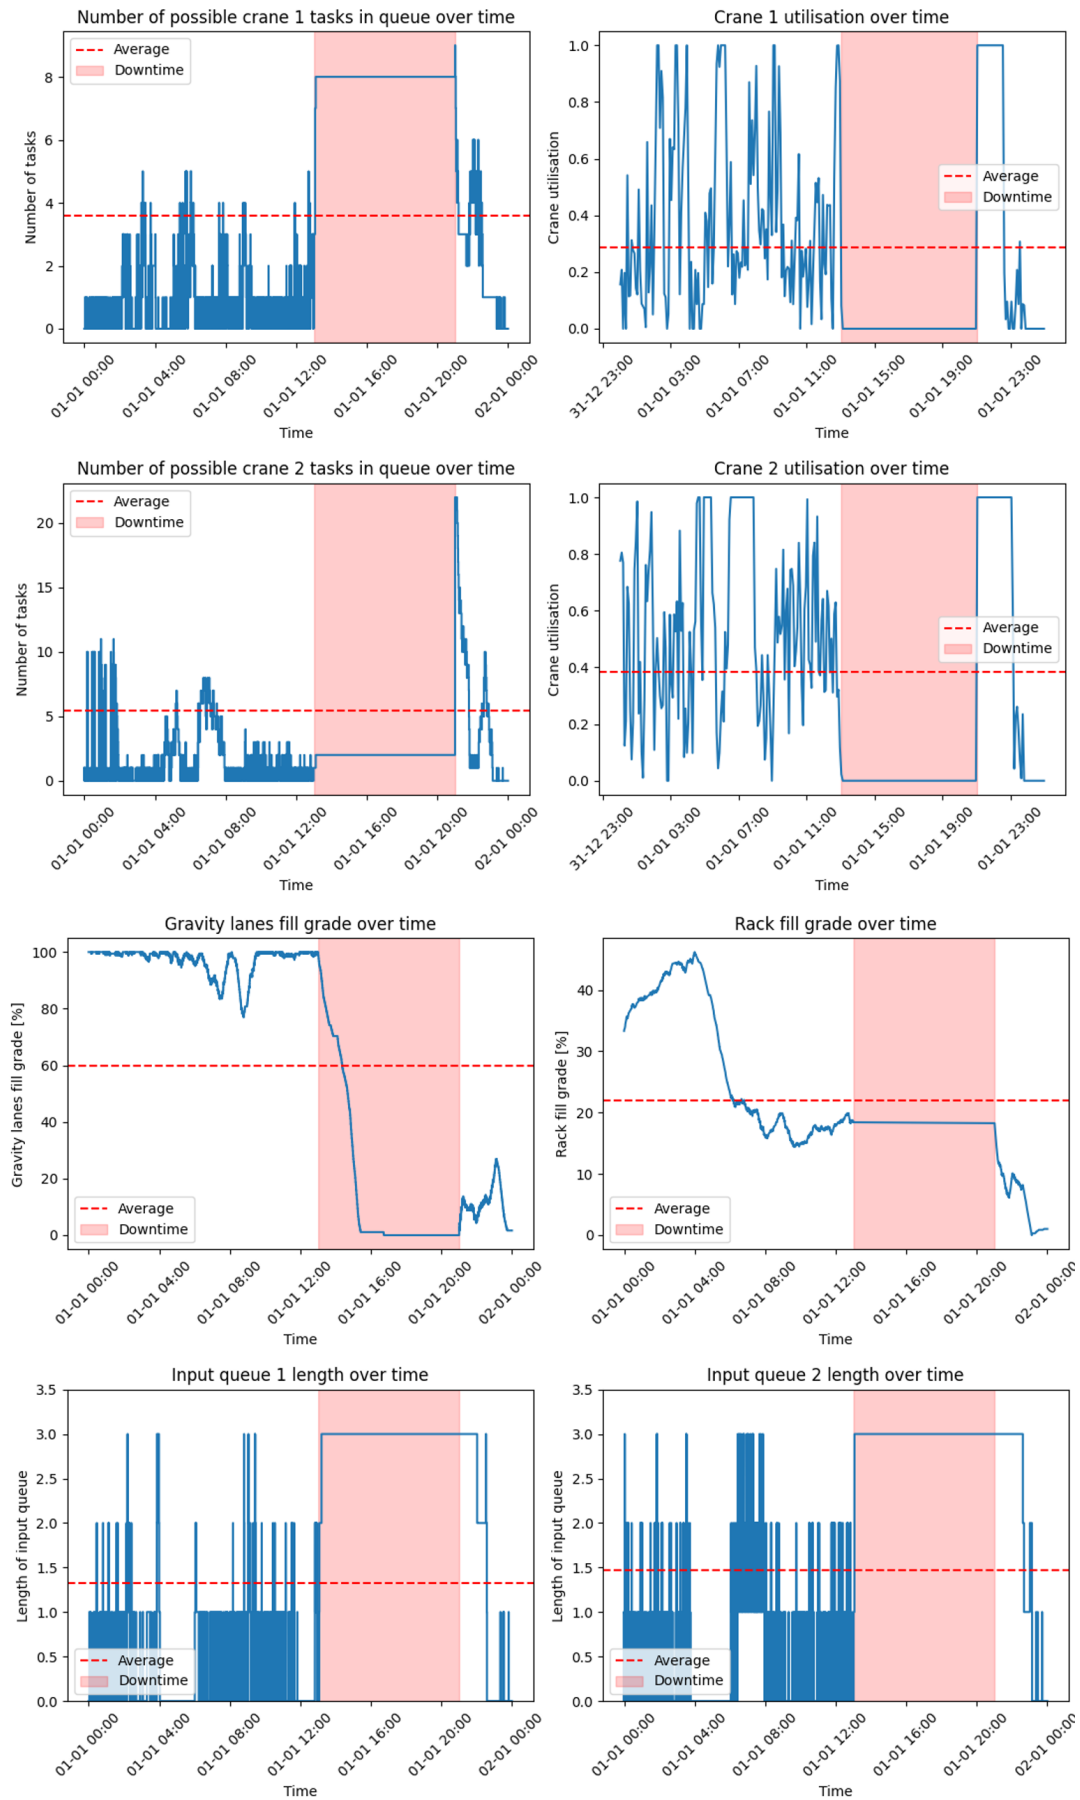 Number of possible crane 1 tasks in queue over time
Average
Downtime
Number of tasks
8
6
4
2
0
01-01 00:00
01-01 04:00
01-01 08:00
01-01 12:00
01-01 16:00
01-01 20:00
02-01 00:00
Time
Crane 1 utilisation over time
Average
Downtime
Crane utilisation
1.0
0.8
0.6
0.4
0.2
0.0
31-12 23:00
01-01 03:00
01-01 07:00
01-01 11:00
01-01 15:00
01-01 19:00
01-01 23:00
Time
Number of possible crane 2 tasks in queue over time
Average
Downtime
Number of tasks
20
15
10
5
0
01-01 00:00
01-01 04:00
01-01 08:00
01-01 12:00
01-01 16:00
01-01 20:00
02-01 00:00
Time
Crane 2 utilisation over time
Average
Downtime
Crane utilisation
1.0
0.8
0.6
0.4
0.2
0.0
31-12 23:00
01-01 03:00
01-01 07:00
01-01 11:00
01-01 15:00
01-01 19:00
01-01 23:00
Time
Gravity lanes fill grade over time
Average
Downtime
Gravity lanes fill grade [%]
100
80
60
40
20
0
01-01 00:00
01-01 04:00
01-01 08:00
01-01 12:00
01-01 16:00
01-01 20:00
02-01 00:00
Time
Rack fill grade over time
Average
Downtime
Rack fill grade [%]
40
30
20
10
0
01-01 00:00
01-01 04:00
01-01 08:00
01-01 12:00
01-01 16:00
01-01 20:00
02-01 00:00
Time
Input queue 1 length over time
Average
Downtime
Length of input queue
3.5
3.0
2.5
2.0
1.5
1.0
0.5
0.0
01-01 00:00
01-01 04:00
01-01 08:00
01-01 12:00
01-01 16:00
01-01 20:00
02-01 00:00
Time
Input queue 2 length over time
Average
Downtime
Length of input queue
3.5
3.0
2.5
2.0
1.5
1.0
0.5
0.0
01-01 00:00
01-01 04:00
01-01 08:00
01-01 12:00
01-01 16:00
01-01 20:00
02-01 00:00
Time